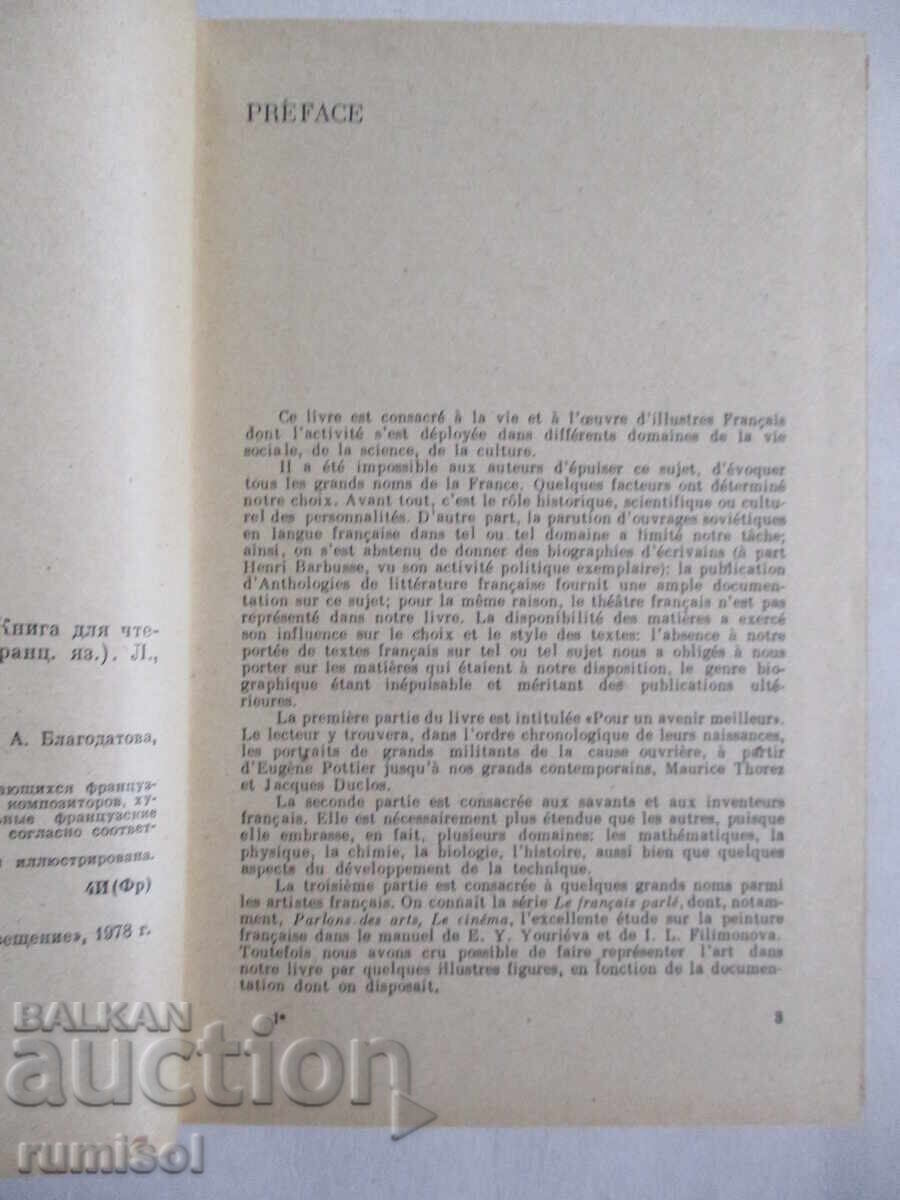 Книга для чте-
ранц. яз.). Л.,
А. Благодатова,
ающихся француз-
композиторов, ху-
ьные французские
согласно соответ-
иллюстрирована.
4И(Фр)
вещение», 1978 г.
PRÉFACE
Ce livre est consacré à la vie et à l'œuvre d'illustres Français
dont l'activité s'est déployée dans différents domaines de la vie
sociale, de la science, de la culture.
Il a été impossible aux auteurs d'épuiser ce sujet, d'évoquer
tous les grands noms de la France. Quelques facteurs ont déterminé
notre choix. Avant tout, c'est le rôle historique, scientifique ou cultu-
rel des personnalités. D'autre part, la parution d'ouvrages soviétiques
en langue française dans tel ou tel domaine a limité notre tâche;
ainsi, on s'est abstenu de donner des biographies d'écrivains (à part
Henri Barbusse, vu son activité politique exemplaire): la publication
d'Anthologies de littérature française fournit une ample documen-
tation sur ce sujet; pour la même raison, le théâtre français n'est pas
représenté dans notre livre. La disponibilité des matières a exercé
son influence sur le choix et le style des textes: l'absence à notre
portée de textes français sur tel ou tel sujet nous a obligés à nous
porter sur les matières qui étaient à notre disposition, le genre bio-
graphique étant inépuisable et méritant des publications ulté-
rieures.
La première partie du livre est intitulée «Pour un avenir meilleur».
Le lecteur y trouvera, dans l'ordre chronologique de leurs naissances,
les portraits de grands militants de la cause ouvrière, à partir
d'Eugène Pottier jusqu'à nos grands contemporains, Maurice Thorez
et Jacques Duclos.
La seconde partie est consacrée aux savants et aux inventeurs
français. Elle est nécessairement plus étendue que les autres, puisque
elle embrasse, en fait, plusieurs domaines: les mathématiques, la
physique, la chimie, la biologie, l'histoire, aussi bien que quelques
aspects du développement de la technique.
La troisième partie est consacrée à quelques grands noms parmi
les artistes français. On connaît la série Le français parlé, dont, notam-
ment, Parlons des arts, Le cinéma, l'excellente étude sur la peinture
française dans le manuel de E. Y. Youriéva et de I. L. Filimonova.
Toutefois nous avons cru possible de faire représenter l'art dans
notre livre par quelques illustres figures, en fonction de la documen-
tation dont on disposait.
1*
3
BALKAN
auction
rumisol